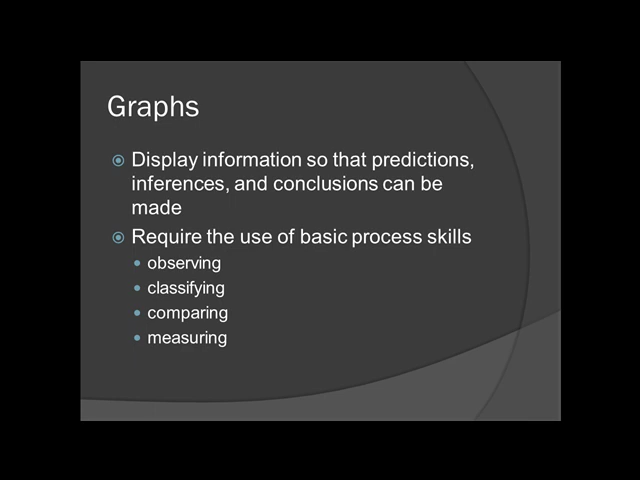 Graphs
Display information so that predictions,
inferences, and conclusions can be
made
Require the use of basic process skills
observing
classifying
comparing
measuring